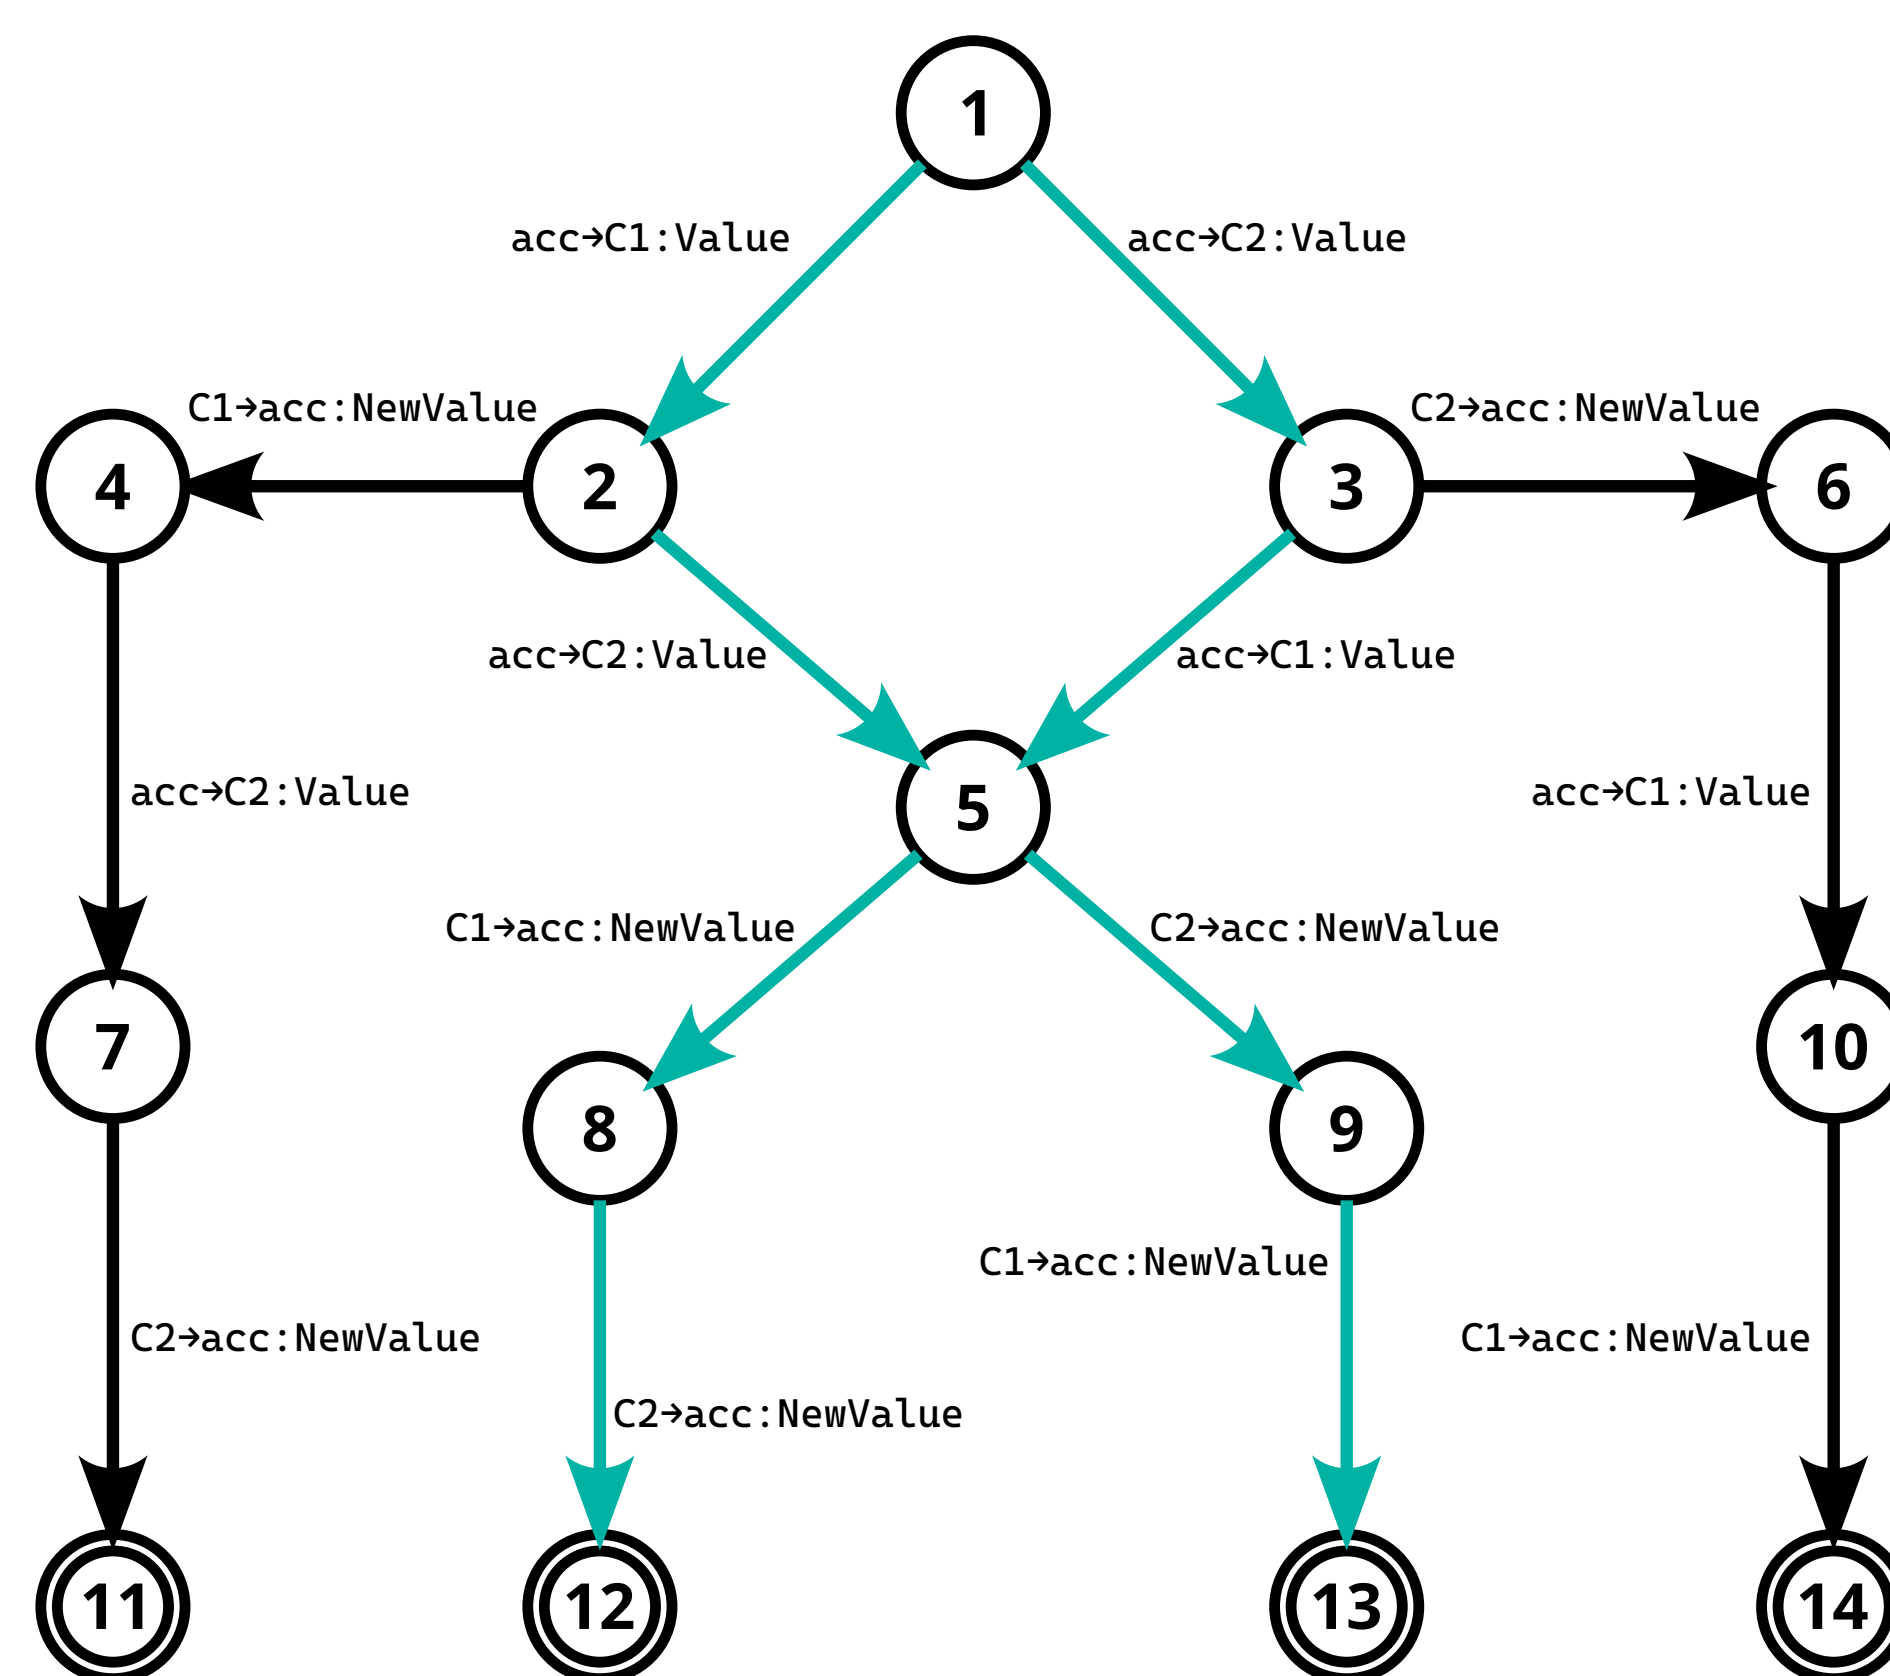 1
acc→C1:Value
acc→C2:Value
C1→acc:NewValue
C2→acc:NewValue
4
2
3
6
acc→C2:Value
acc→C1:Value
acc→C2:Value
5
acc→C1:Value
C1→acc:NewValue
C2→acc:NewValue
7
8
9
10
C2→acc:NewValue
C2→acc:NewValue
C1→acc:NewValue
C1→acc:NewValue
11
12
13
14